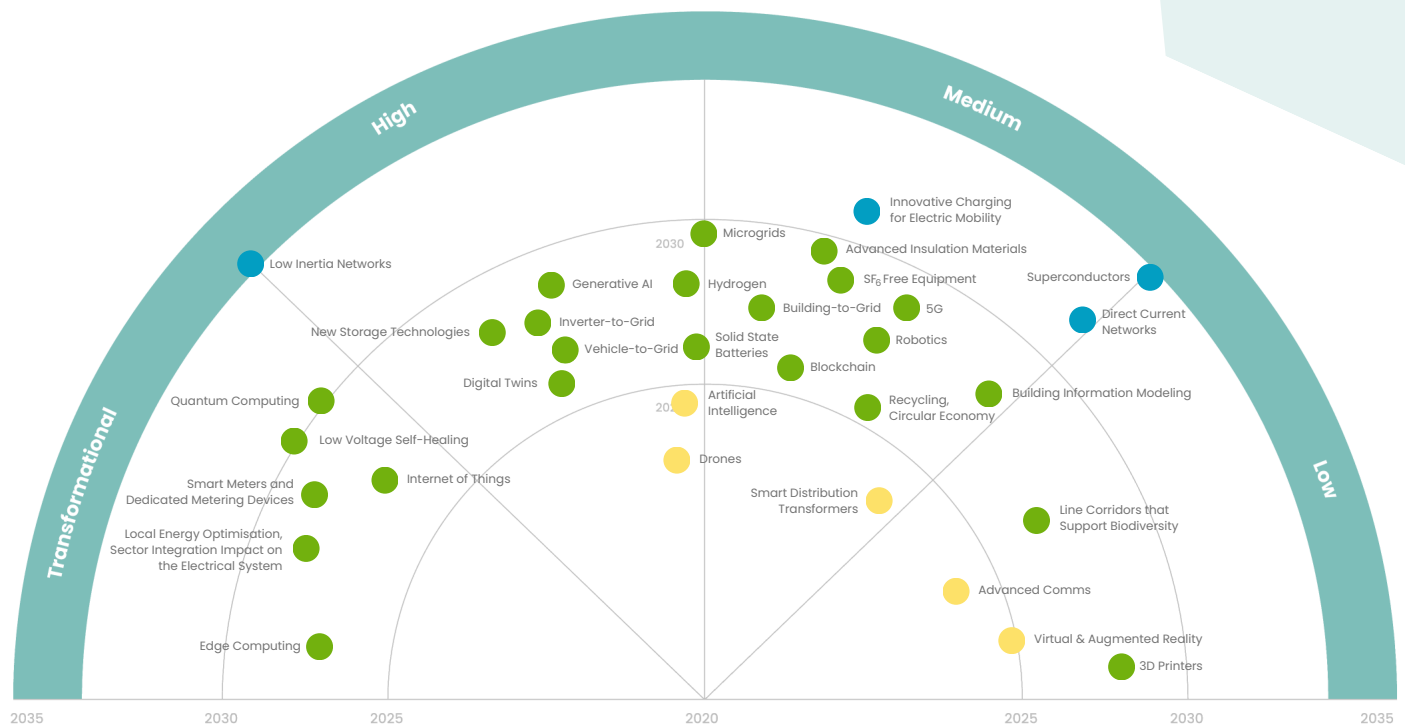 High
Medium
Transformational
Low
Innovative Charging
for Electric Mobility
Microgrids
2030
Advanced Insulation Materials
Low Inertia Networks
Superconductors
SF₆ Free Equipment
Generative AI
Hydrogen
Building-to-Grid
5G
Direct Current
Networks
Inverter-to-Grid
New Storage Technologies
Solid State
Batteries
Robotics
Vehicle-to-Grid
Blockchain
Digital Twins
Building Information Modeling
Quantum Computing
Artificial
Intelligence
Recycling,
Circular Economy
Low Voltage Self-Healing
Drones
Internet of Things
Smart Meters and
Dedicated Metering Devices
Smart Distribution
Transformers
Line Corridors that
Support Biodiversity
Local Energy Optimisation,
Sector Integration Impact on
the Electrical System
Advanced Comms
Edge Computing
Virtual & Augmented Reality
3D Printers
2035
2030
2025
2020
2025
2030
2035